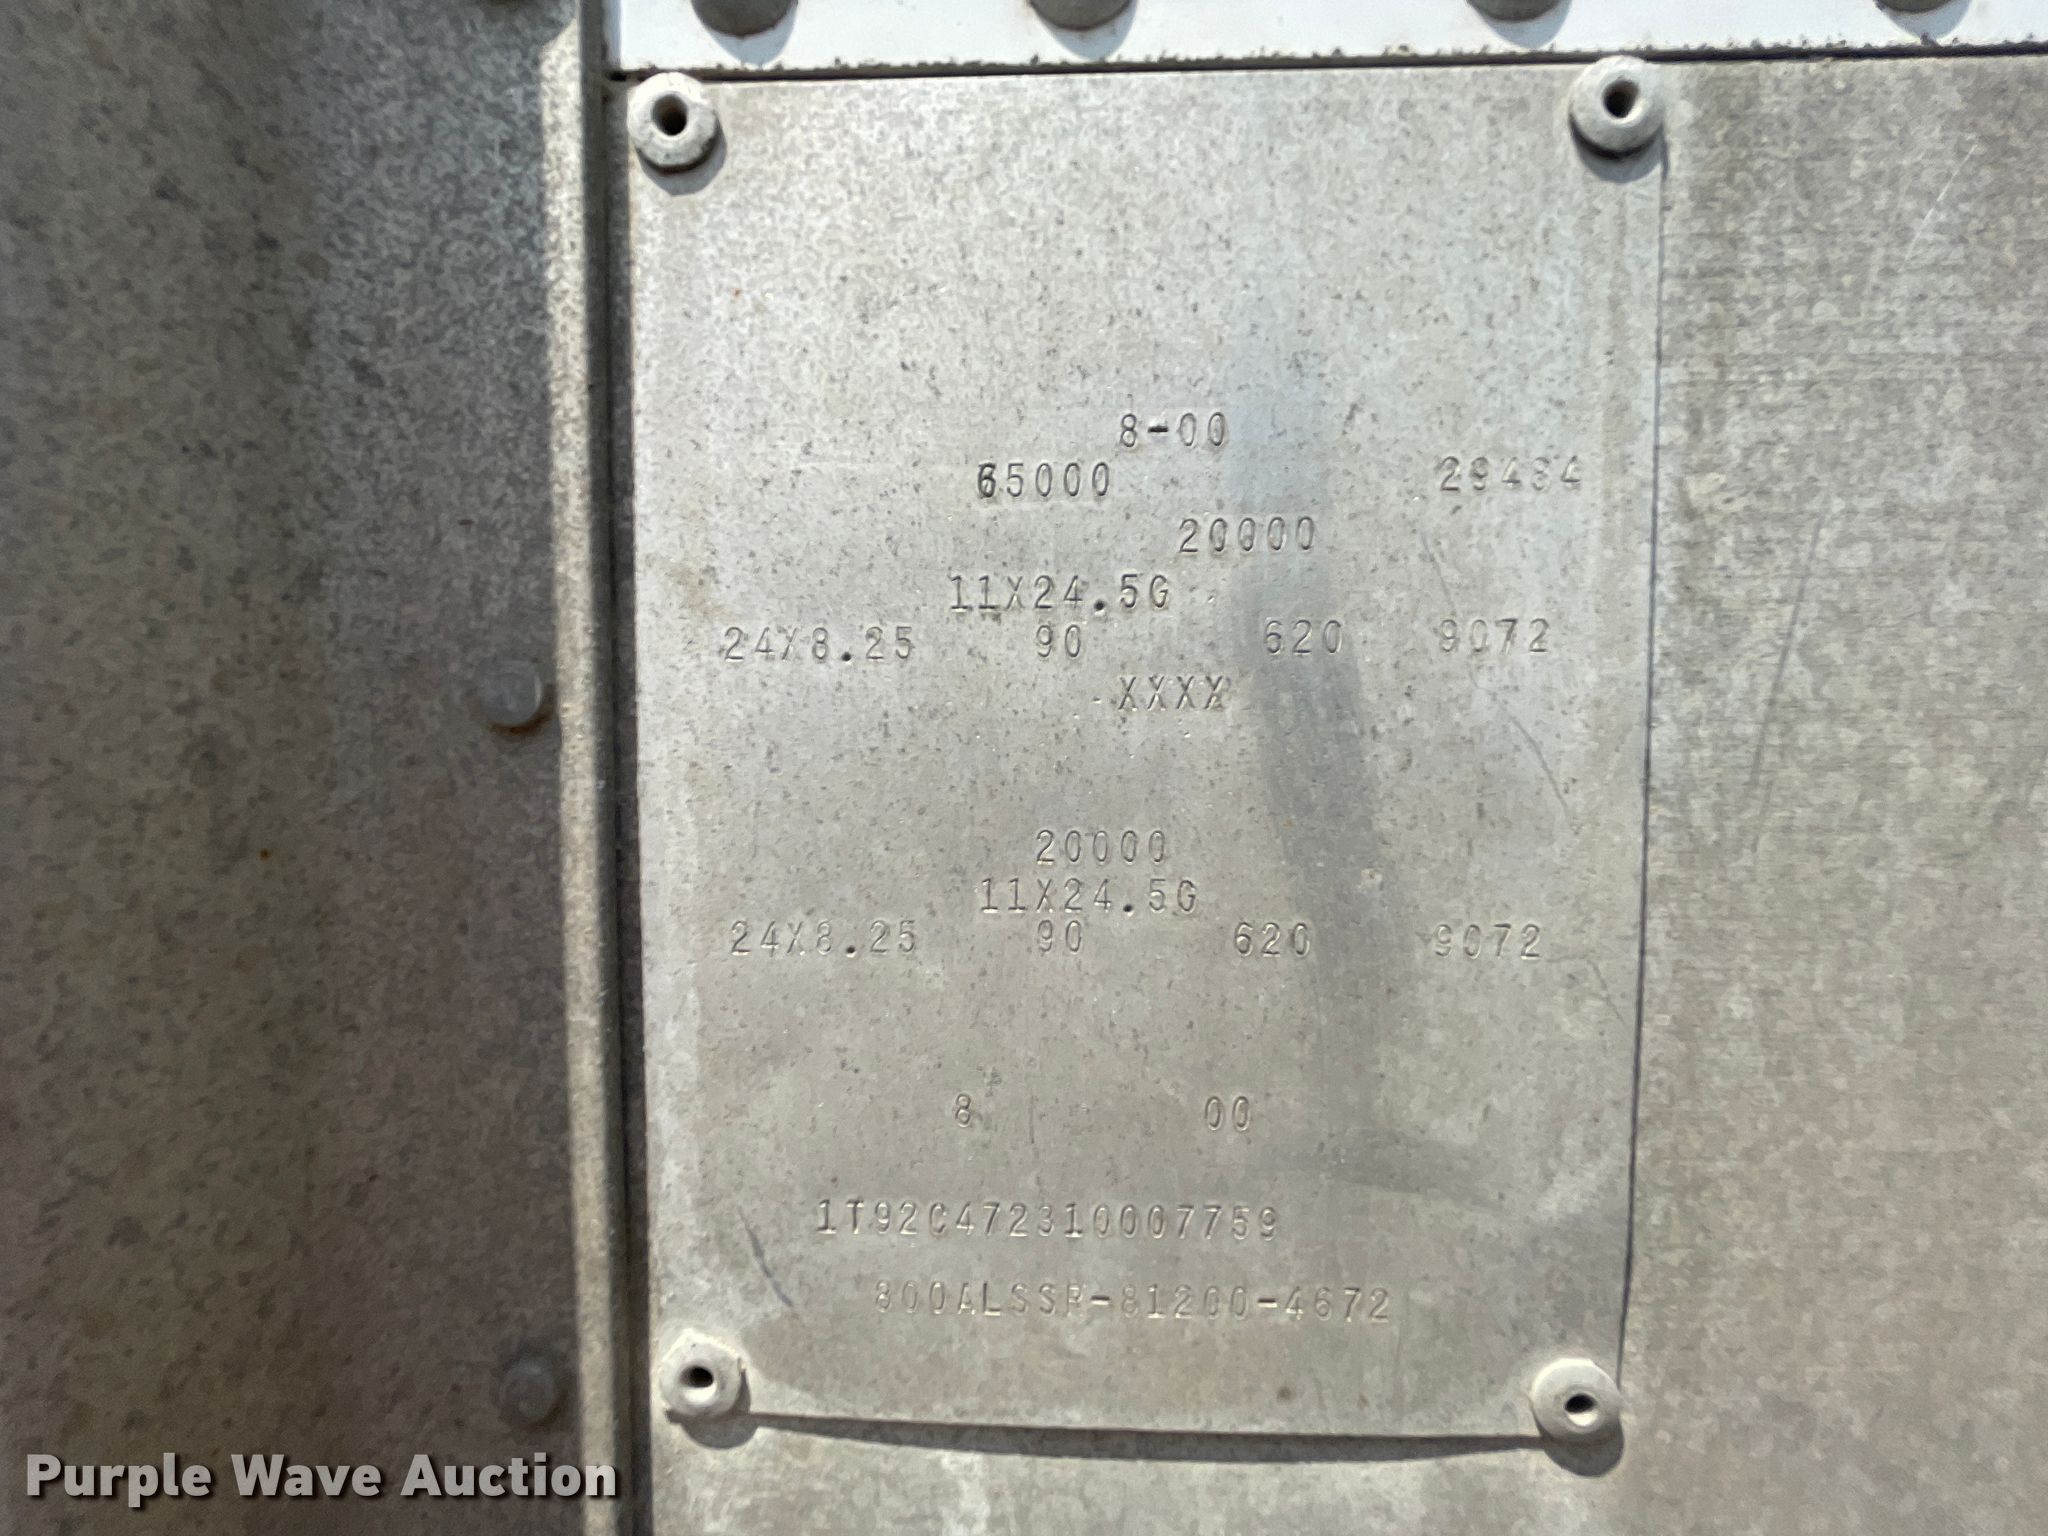 8-00
65000 29484
20000
11X24.5G
24X8.25 90 620 9072
XXXX
20000
11X24.5G
24X8.25 90 620 9072
8 00
1T92C472310007759
800ALSSR-81200-4672
Purple Wave Auction